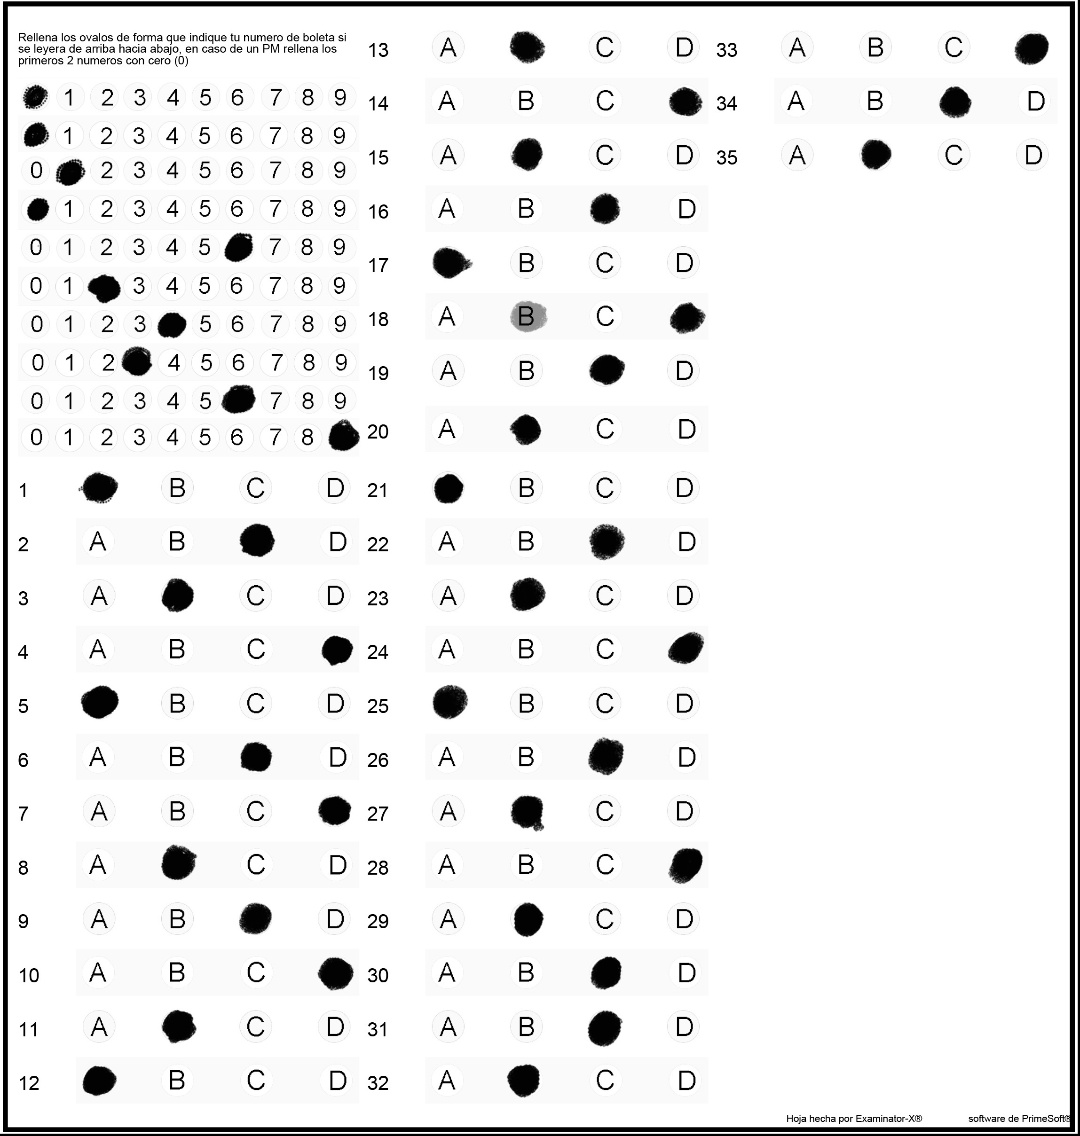 Rellena los ovalos de forma que indique tu numero de boleta si
se leyera de arriba hacia abajo, en caso de un PM rellena los
primeros 2 numeros con cero (0)
1 2 3 4 5 6 7 8 9
1 2 3 4 5 6 7 8 9
0 2 3 4 5 6 7 8 9
1 2 3 4 5 6 7 8 9
0 1 2 3 4 5 7 8 9
0 1 3 4 5 6 7 8 9
0 1 2 3 5 6 7 8 9
0 1 2 4 5 6 7 8 9
0 1 2 3 4 5 7 8 9
0 1 2 3 4 5 6 7 8
1 B C D
2 A B D
3 A C D
4 A B C
5 B C D
6 A B D
7 A B C
8 A C D
9 A B D
10 A B C
11 A C D
12 B C D
13 A C D
14 A B C
15 A C D
16 A B D
17 B C D
18 A B C
19 A B D
20 A C D
21 B C D
22 A B D
23 A C D
24 A B C
25 B C D
26 A B D
27 A C D
28 A B C
29 A C D
30 A B D
31 A B D
32 A C D
33 A B C
34 A B D
35 A C D
Hoja hecha por Examinator-X® software de PrimeSoft®